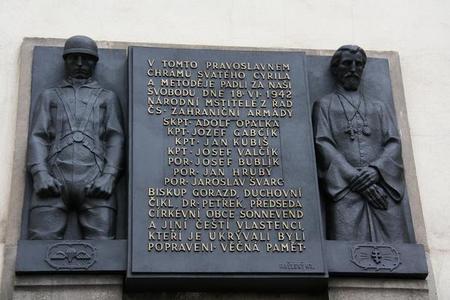 V TOMTO PRAVOSLAVNÉM
CHRÁMU SVATÉHO CYRILA
A METODĚJE PADLI ZA NAŠI
SVOBODU DNE 18·VI·1942
NÁRODNÍ MSTITELÉ Z ŘAD
ČS· ZAHRANIČNÍ ARMÁDY
ŠKPT·ADOLF OPÁLKA
KPT·JOZEF GABČÍK
KPT·JAN KUBIŠ
KPT·JOSEF VALČÍK
POR·JOSEF BUBLÍK
POR·JAN HRUBÝ
POR·JAROSLAV ŠVARC
BISKUP GORAZD, DUCHOVNÍ
ČIKL, DR·PETŘEK, PŘEDSEDA
CÍRKEVNÍ OBCE SONNEVEND
A JINÍ ČEŠTÍ VLASTENCI,
KTEŘÍ JE UKRÝVALI BYLI
POPRAVENI·VĚČNÁ PAMĚŤ·